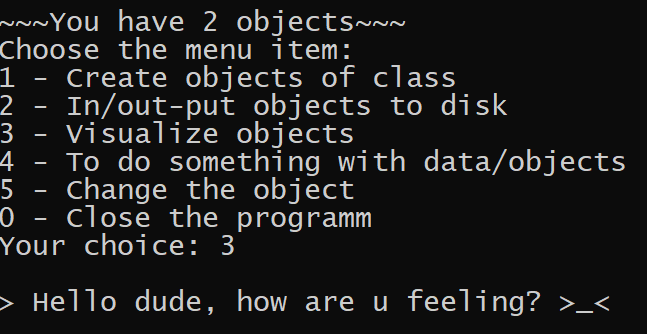 ~~~You have 2 objects~~~
Choose the menu item:
1 - Create objects of class
2 - In/out-put objects to disk
3 - Visualize objects
4 - To do something with data/objects
5 - Change the object
0 - Close the programm
Your choice: 3
> Hello dude, how are u feeling? >_<